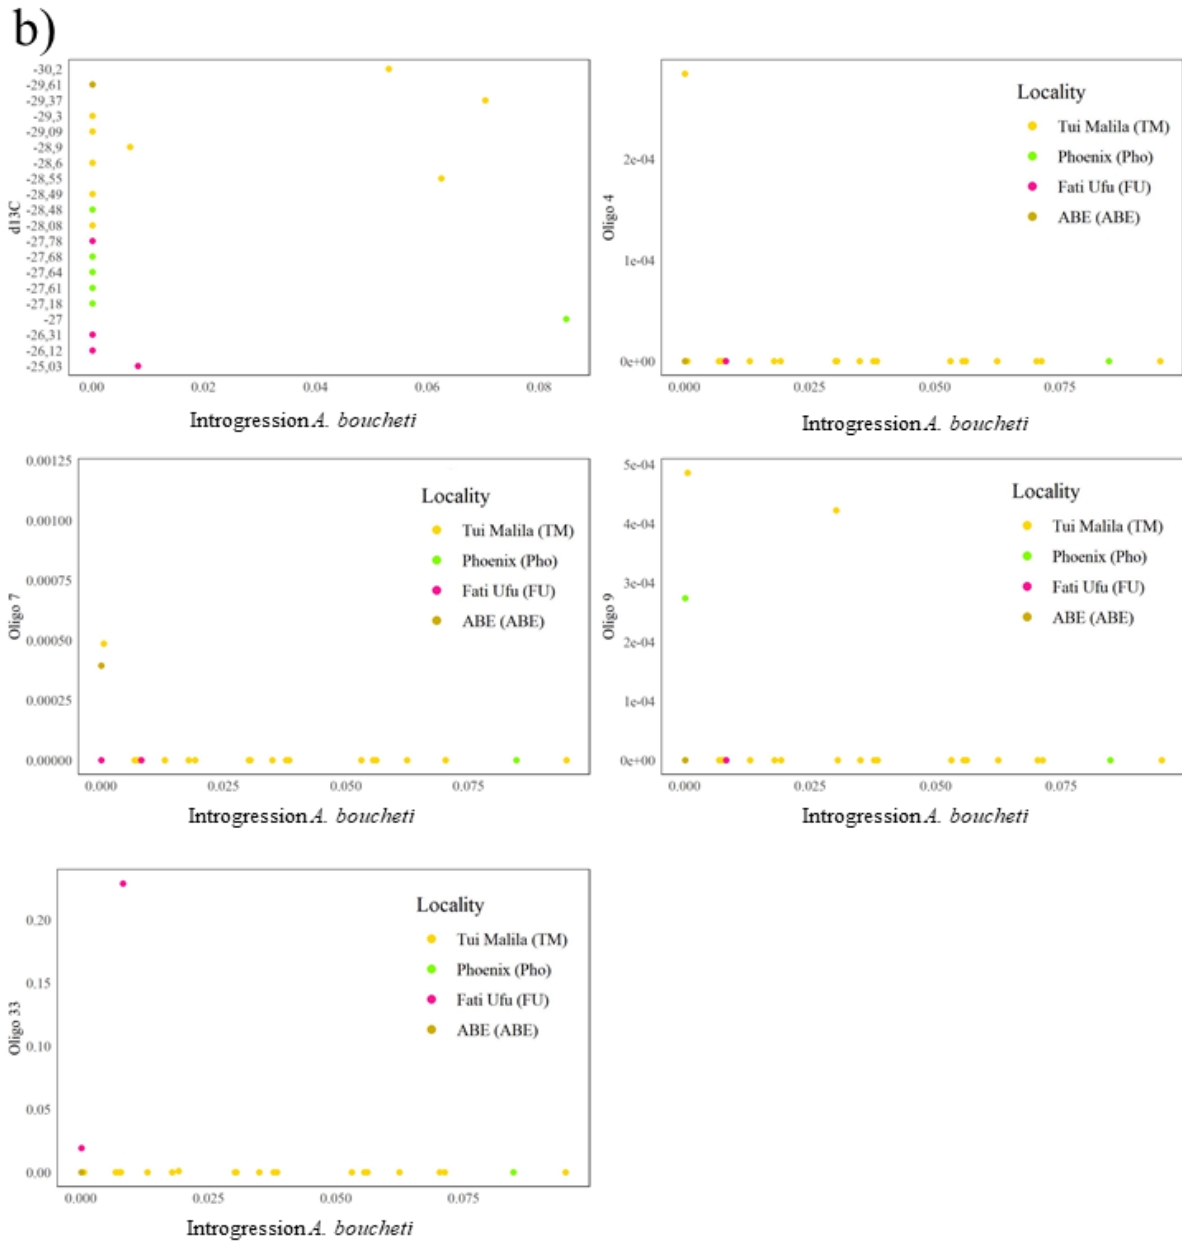 b)
d13C
-30,2
-29,61
-29,37
-29,3
-29,09
-28,9
-28,6
-28,55
-28,49
-28,48
-28,08
-27,78
-27,68
-27,64
-27,61
-27,18
-27
-26,31
-26,12
-25,03
0.00 0.02 0.04 0.06 0.08
Introgression A. boucheti
Oligo 4
2e-04
1e-04
0e+00
Locality
Tui Malila (TM)
Phoenix (Pho)
Fati Ufu (FU)
ABE (ABE)
0.000 0.025 0.050 0.075
Introgression A. boucheti
Oligo 7
0.00125
0.00100
0.00075
0.00050
0.00025
0.00000
Locality
Tui Malila (TM)
Phoenix (Pho)
Fati Ufu (FU)
ABE (ABE)
0.000 0.025 0.050 0.075
Introgression A. boucheti
Oligo 9
5e-04
4e-04
3e-04
2e-04
1e-04
0e+00
Locality
Tui Malila (TM)
Phoenix (Pho)
Fati Ufu (FU)
ABE (ABE)
0.000 0.025 0.050 0.075
Introgression A. boucheti
Oligo 33
0.20
0.15
0.10
0.05
0.00
Locality
Tui Malila (TM)
Phoenix (Pho)
Fati Ufu (FU)
ABE (ABE)
0.000 0.025 0.050 0.075
Introgression A. boucheti